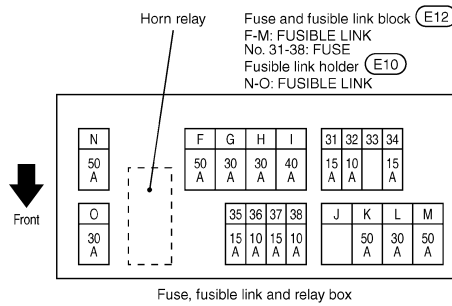 Horn relay
Fuse and fusible link block E12
F-M: FUSIBLE LINK
No. 31-38: FUSE
Fusible link holder E10
N-O: FUSIBLE LINK
N F G H I 31 32 33 34
50 A 50 A 30 A 30 A 40 A 15 A 10 A 15 A
Front
O 35 36 37 38 J K L M
30 A 15 A 10 A 15 A 10 A 50 A 30 A 50 A
Fuse, fusible link and relay box